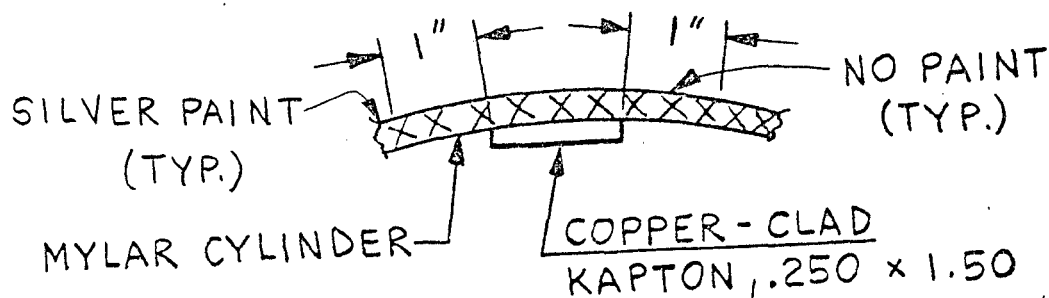 1" 1"
NO PAINT
(TYP.)
SILVER PAINT
(TYP.)
MYLAR CYLINDER
COPPER-CLAD
KAPTON, .250 x 1.50